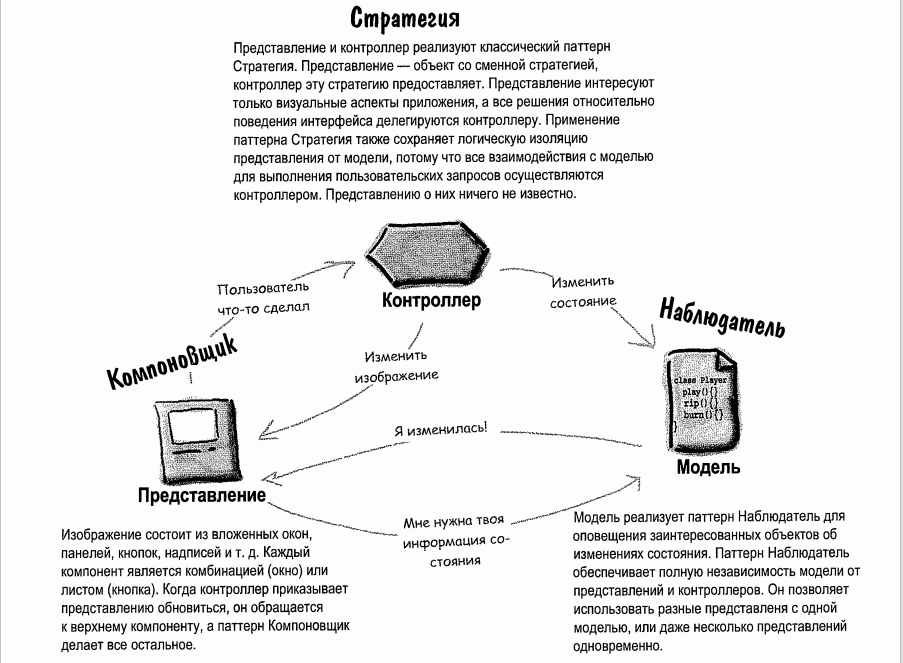 Стратегия
Представление и контроллер реализуют классический паттерн
Стратегия. Представление — объект со сменной стратегией,
контроллер эту стратегию предоставляет. Представление интересуют
только визуальные аспекты приложения, а все решения относительно
поведения интерфейса делегируются контроллеру. Применение
паттерна Стратегия также сохраняет логическую изоляцию
представления от модели, потому что все взаимодействия с моделью
для выполнения пользовательских запросов осуществляются
контроллером. Представлению о них ничего не известно.
Пользователь
что-то сделал
Контроллер
Изменить
состояние
Наблюдатель
Компоновщик
Изменить
изображение
class Player
play(){}
rip(){}
burn(){}
}
Я изменилась!
Представление
Модель
Мне нужна твоя
информация со-
стояния
Изображение состоит из вложенных окон,
панелей, кнопок, надписей и т. д. Каждый
компонент является комбинацией (окно) или
листом (кнопка). Когда контроллер приказывает
представлению обновиться, он обращается
к верхнему компоненту, а паттерн Компоновщик
делает все остальное.
Модель реализует паттерн Наблюдатель для
оповещения заинтересованных объектов об
изменениях состояния. Паттерн Наблюдатель
обеспечивает полную независимость модели от
представлений и контроллеров. Он позволяет
использовать разные представленя с одной
моделью, или даже несколько представлений
одновременно.